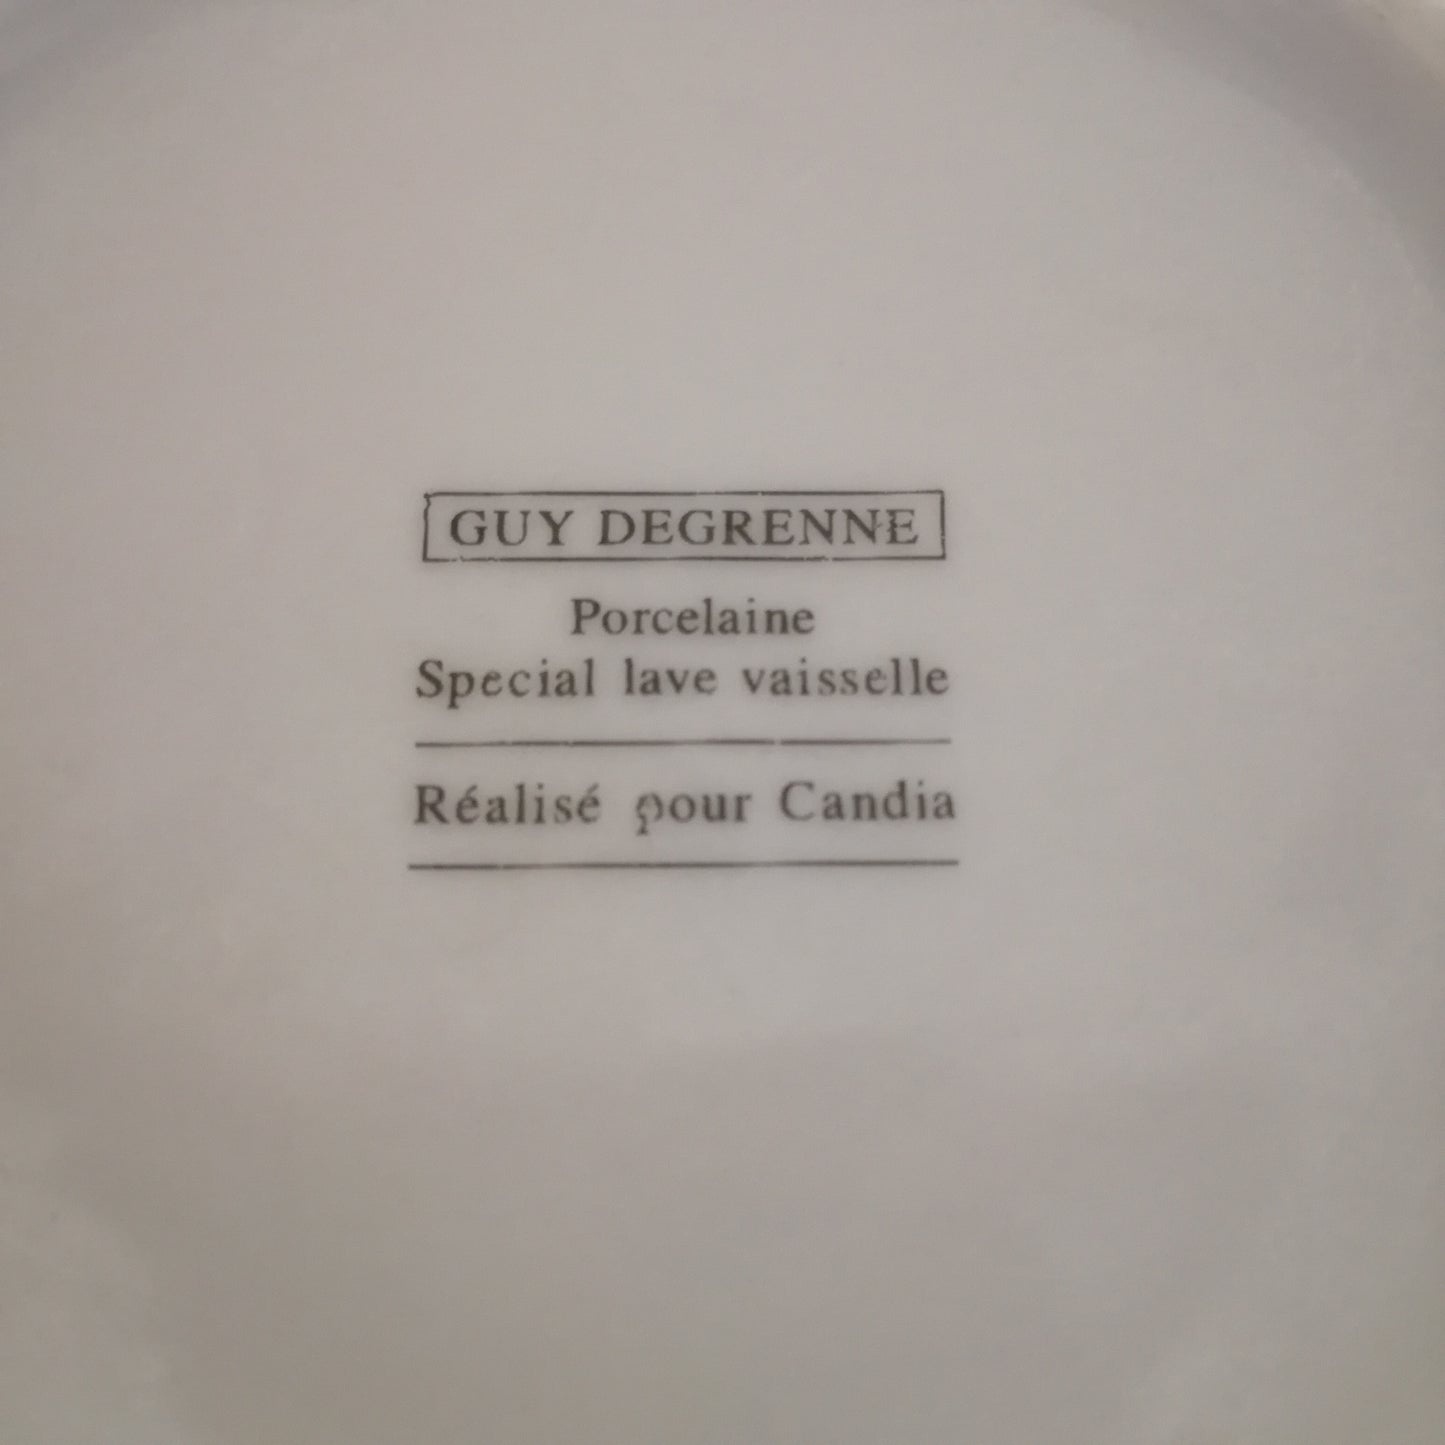 GUY DEGRENNE
Porcelaine
Special lave vaisselle
Réalisé pour Candia